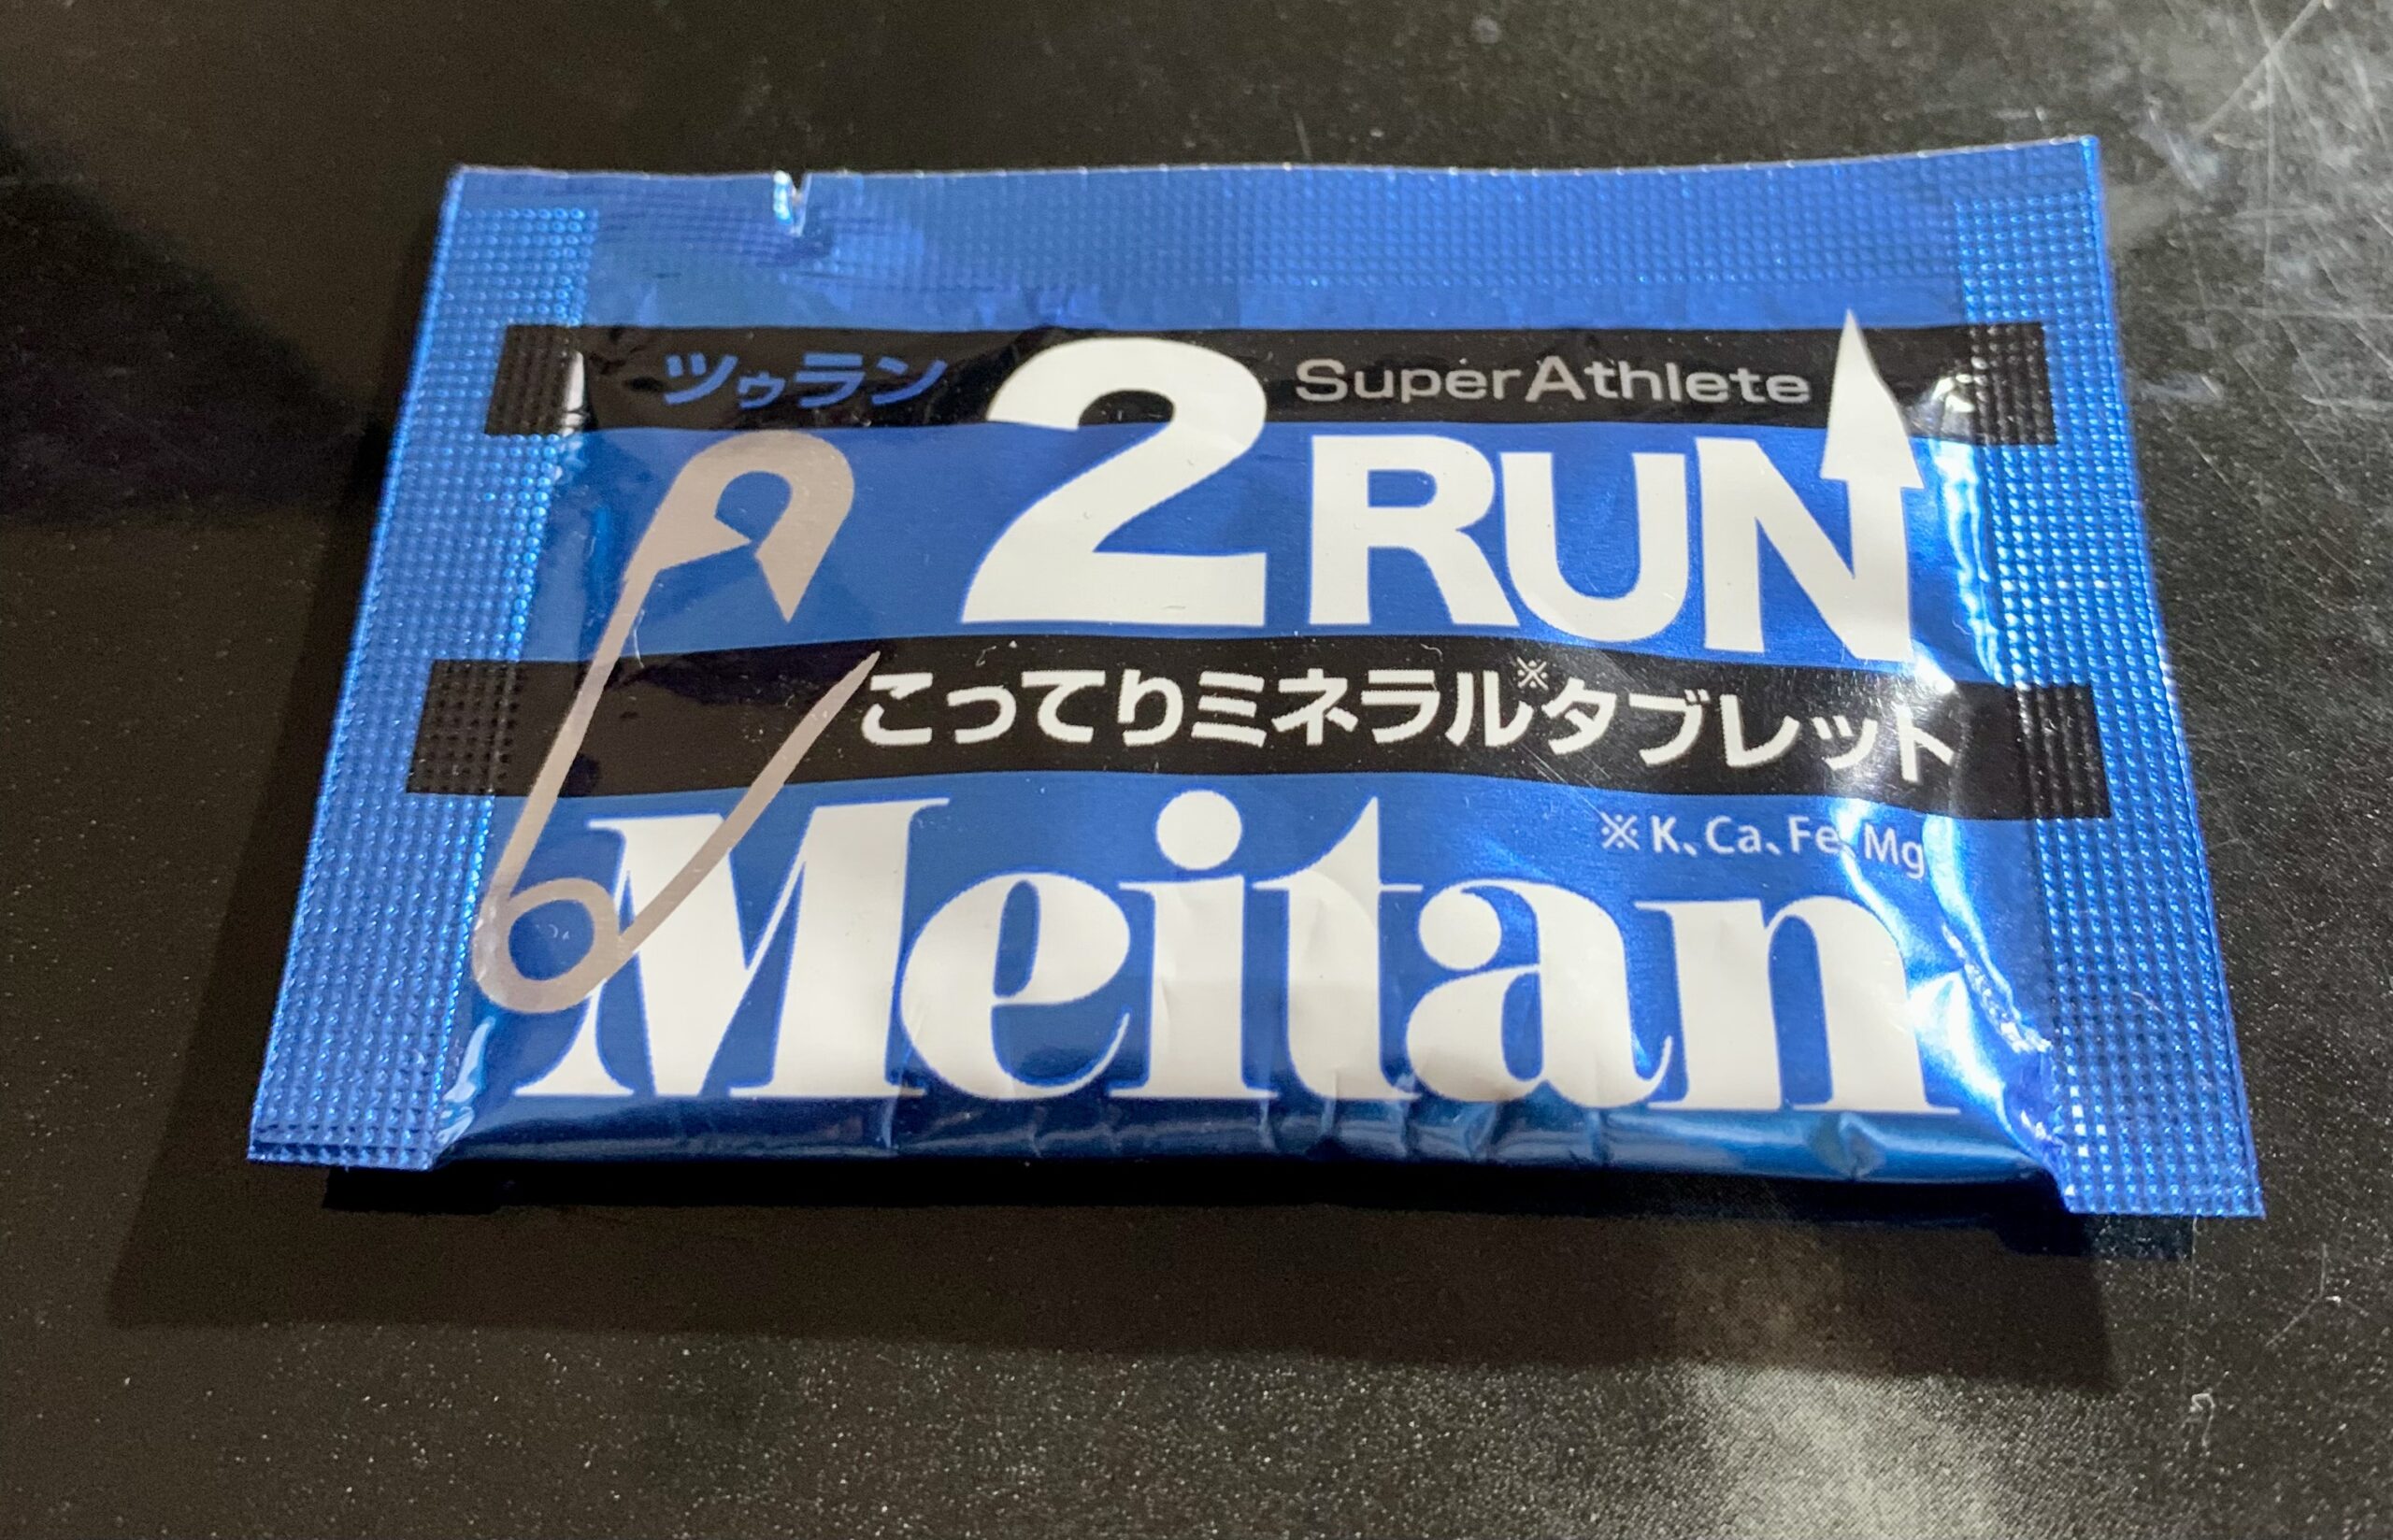 ツゥラン 2RUN SuperAthlete
こってりミネラル※タブレット
※K、Ca、Fe、Mg
Meitan